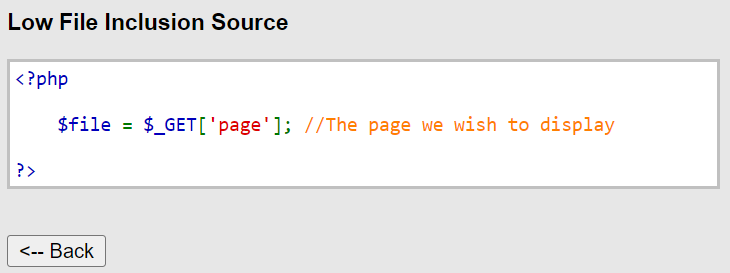 Low File Inclusion Source
<?php
$file = $_GET['page']; //The page we wish to display
?>
<-- Back